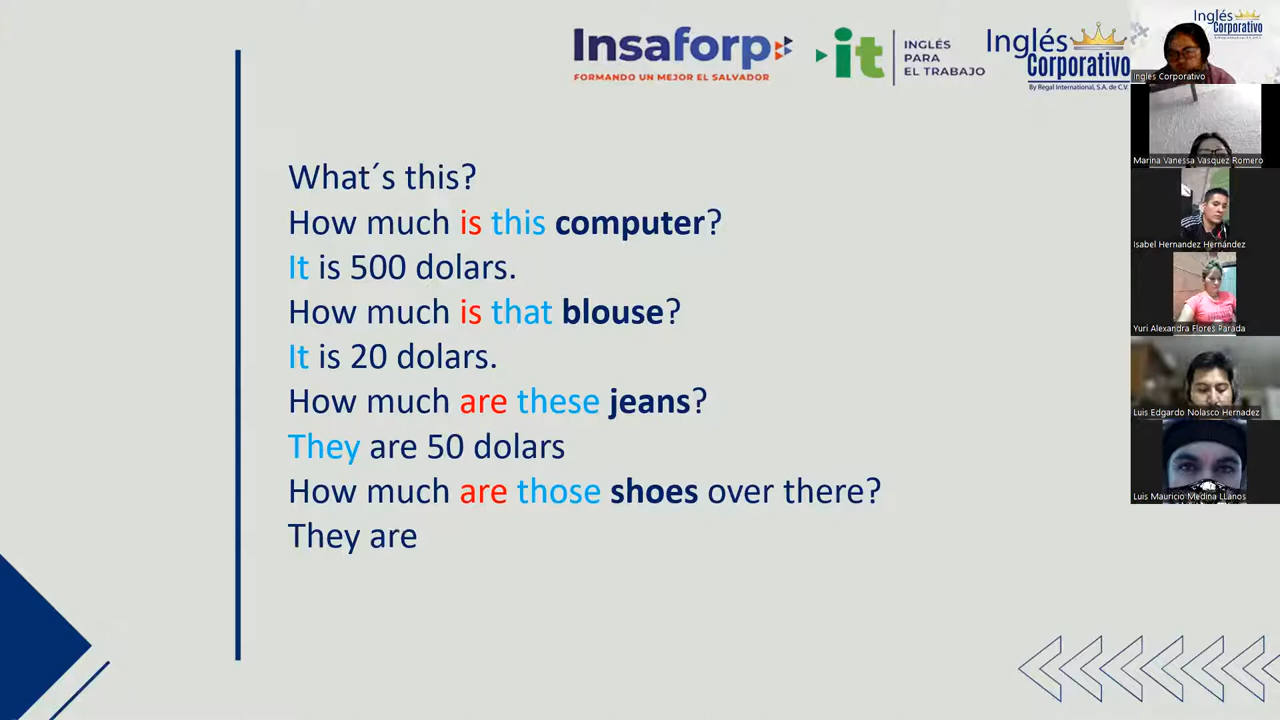 Insaforp
FORMANDO UN MEJOR EL SALVADOR
it
INGLÉS
PARA
EL TRABAJO
Inglés
Corporativo
By Regal International, S.A. de C.V.
What´s this?
How much is this computer?
It is 500 dolars.
How much is that blouse?
It is 20 dolars.
How much are these jeans?
They are 50 dolars
How much are those shoes over there?
They are
Inglés
Corporativo
Ingles Corporativo
Marina Vanessa Vasquez Romero
Isabel Hernandez Hernández
Yuri Alexandra Flores Parada
Luis Edgardo Nolasco Hernadez
Luis Mauricio Medina LLanos